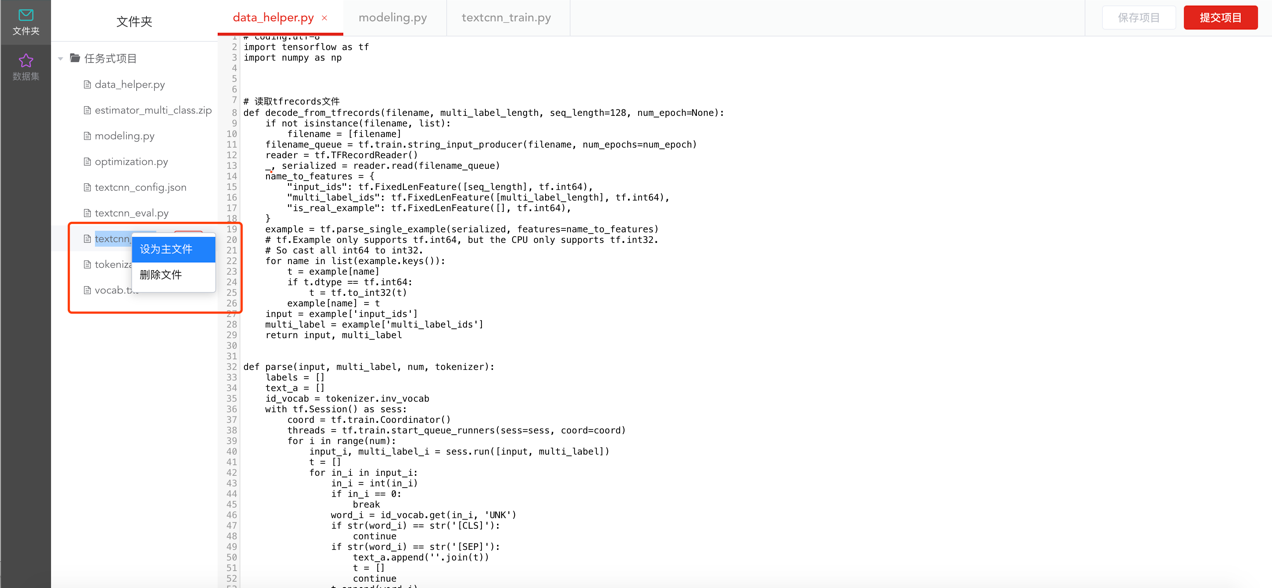 文件夹
数据集
文件夹
任务式项目
data_helper.py
estimator_multi_class.zip
modeling.py
optimization.py
textcnn_config.json
textcnn_eval.py
textcnn_
设为主文件
删除文件
data_helper.py ×
modeling.py
textcnn_train.py
保存项目
提交项目
2 import tensorflow as tf
3 import numpy as np
4
5
6
7 # 读取tfrecords文件
8 def decode_from_tfrecords(filename, multi_label_length, seq_length=128, num_epoch=None):
9 if not isinstance(filename, list):
10 filename = [filename]
11 filename_queue = tf.train.string_input_producer(filename, num_epochs=num_epoch)
12 reader = tf.TFRecordReader()
13 _, serialized = reader.read(filename_queue)
14 name_to_features = {
15 "input_ids": tf.FixedLenFeature([seq_length], tf.int64),
16 "multi_label_ids": tf.FixedLenFeature([multi_label_length], tf.int64),
17 "is_real_example": tf.FixedLenFeature([], tf.int64),
18 }
19 example = tf.parse_single_example(serialized, features=name_to_features)
20 # tf.Example only supports tf.int64, but the CPU only supports tf.int32.
21 # So cast all int64 to int32.
22 for name in list(example.keys()):
23 t = example[name]
24 if t.dtype == tf.int64:
25 t = tf.to_int32(t)
26 example[name] = t
27 input = example['input_ids']
28 multi_label = example['multi_label_ids']
29 return input, multi_label
30
31
32 def parse(input, multi_label, num, tokenizer):
33 labels = []
34 text_a = []
35 id_vocab = tokenizer.inv_vocab
36 with tf.Session() as sess:
37 coord = tf.train.Coordinator()
38 threads = tf.train.start_queue_runners(sess=sess, coord=coord)
39 for i in range(num):
40 input_i, multi_label_i = sess.run([input, multi_label])
41 t = []
42 for in_i in input_i:
43 in_i = int(in_i)
44 if in_i == 0:
45 break
46 word_i = id_vocab.get(in_i, 'UNK')
47 if str(word_i) == str('[CLS]'):
48 continue
49 if str(word_i) == str('[SEP]'):
50 text_a.append(''.join(t))
51 t = []
52 continue